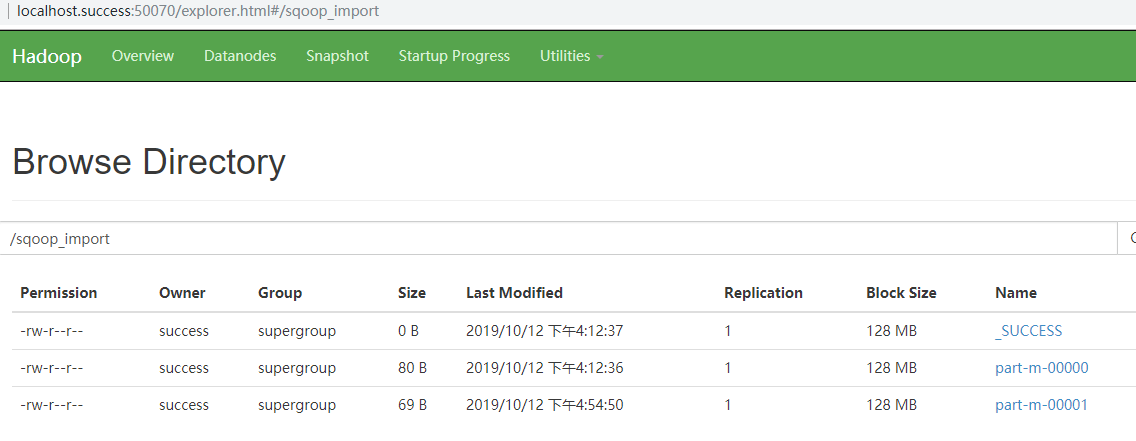 localhost.success:50070/explorer.html#/sqoop_import
Hadoop Overview Datanodes Snapshot Startup Progress Utilities
Browse Directory
/sqoop_import
Permission Owner Group Size Last Modified Replication Block Size Name
-rw-r--r-- success supergroup 0 B 2019/10/12 下午4:12:37 1 128 MB _SUCCESS
-rw-r--r-- success supergroup 80 B 2019/10/12 下午4:12:36 1 128 MB part-m-00000
-rw-r--r-- success supergroup 69 B 2019/10/12 下午4:54:50 1 128 MB part-m-00001